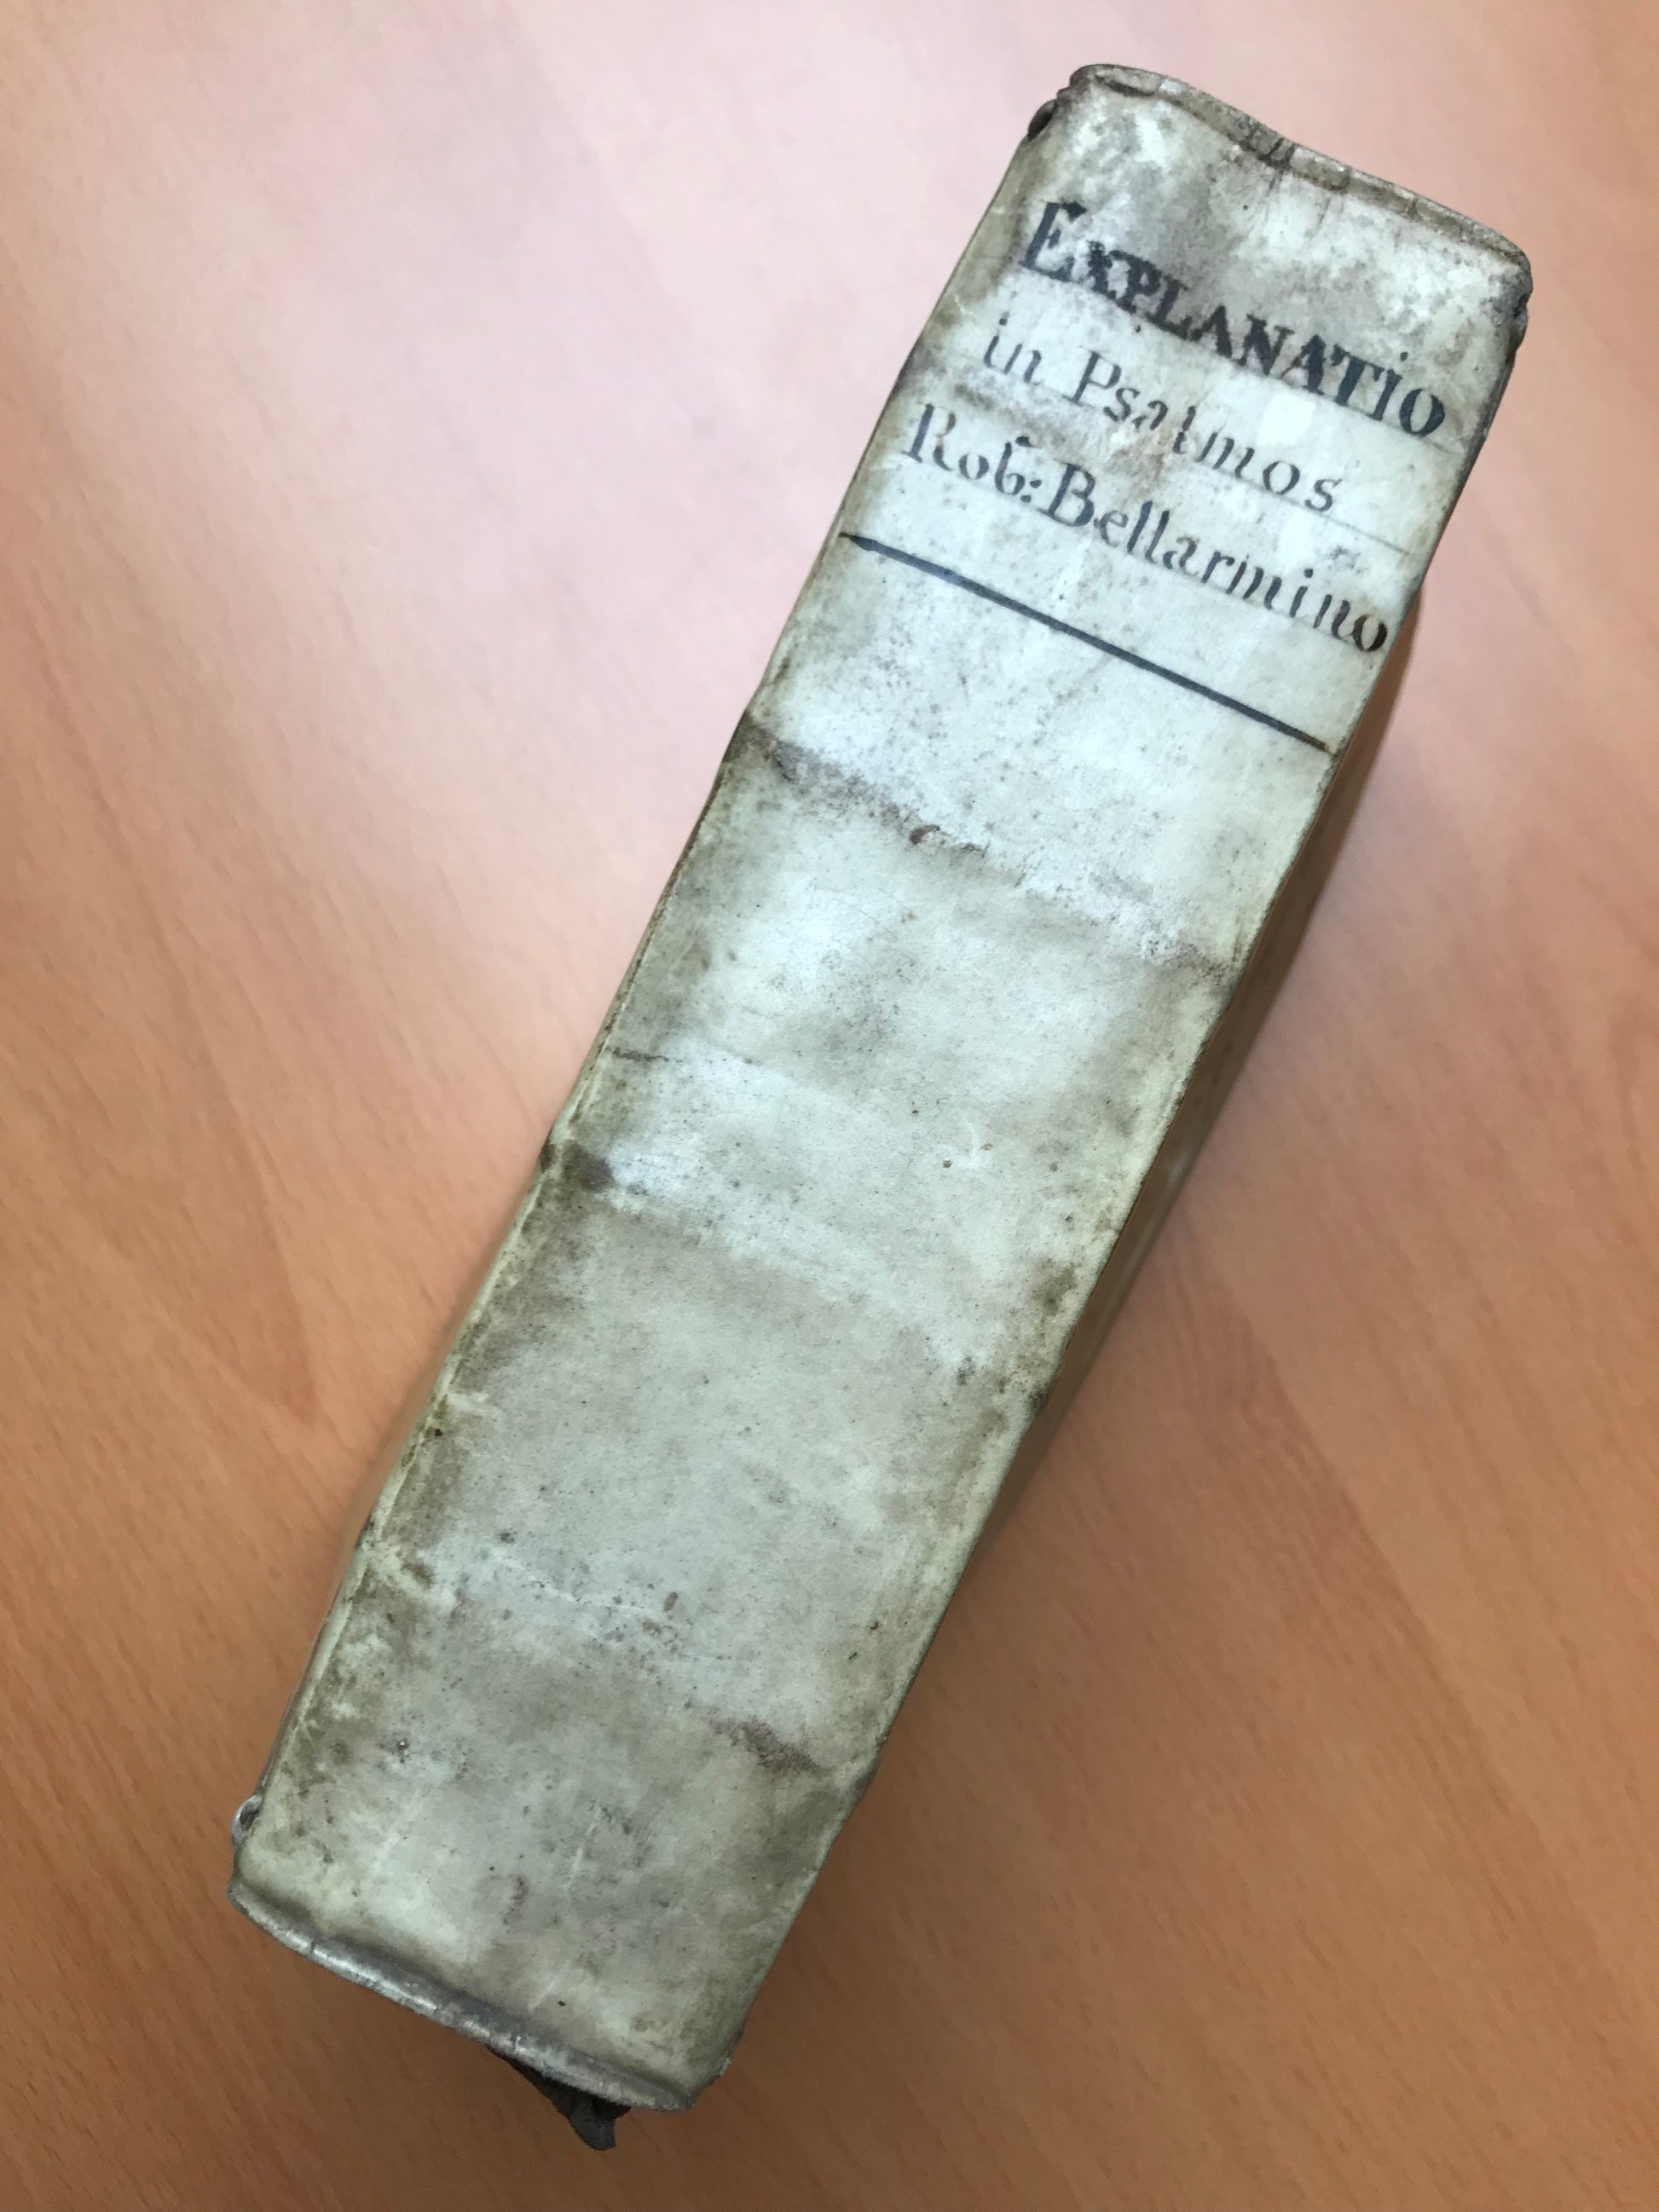 EXPLANATIO
in Psalmos
Rob: Bellarmino